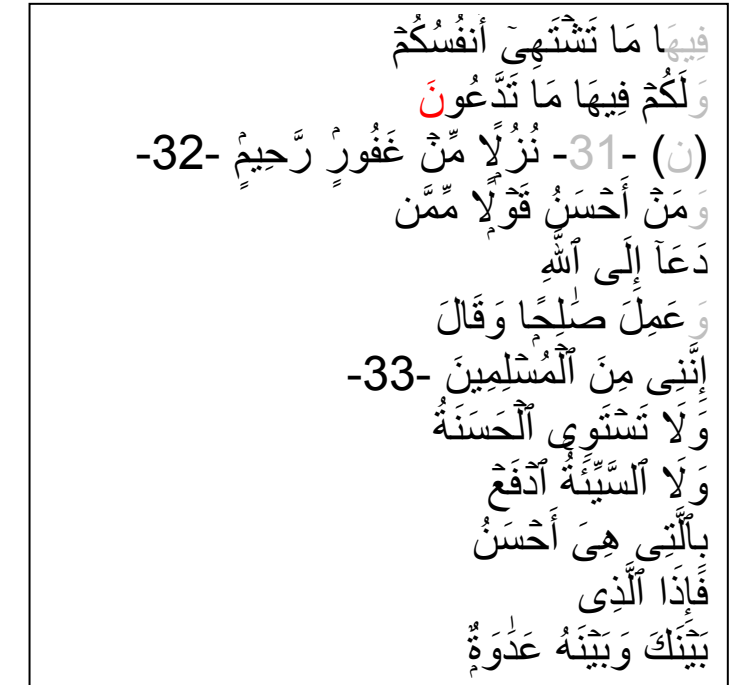 فِيهَا مَا تَشۡتَهِىٓ أَنفُسُكُمۡ
وَلَكُمۡ فِيهَا مَا تَدَّعُونَ
(ن) -31- نُزُلًۭا مِّنۡ غَفُورٍۢ رَّحِيمٍۢ -32-
وَمَنۡ أَحۡسَنُ قَوۡلًۭا مِّمَّن
دَعَآ إِلَى ٱللَّهِ
وَعَمِلَ صَٰلِحًۭا وَقَالَ
إِنَّنِى مِنَ ٱلۡمُسۡلِمِينَ -33-
وَلَا تَسۡتَوِى ٱلۡحَسَنَةُ
وَلَا ٱلسَّيِّئَةُۚ ٱدۡفَعۡ
بِٱلَّتِى هِىَ أَحۡسَنُ
فَإِذَا ٱلَّذِى
بَيۡنَكَ وَبَيۡنَهُۥ عَدَٰوَةٌۭ